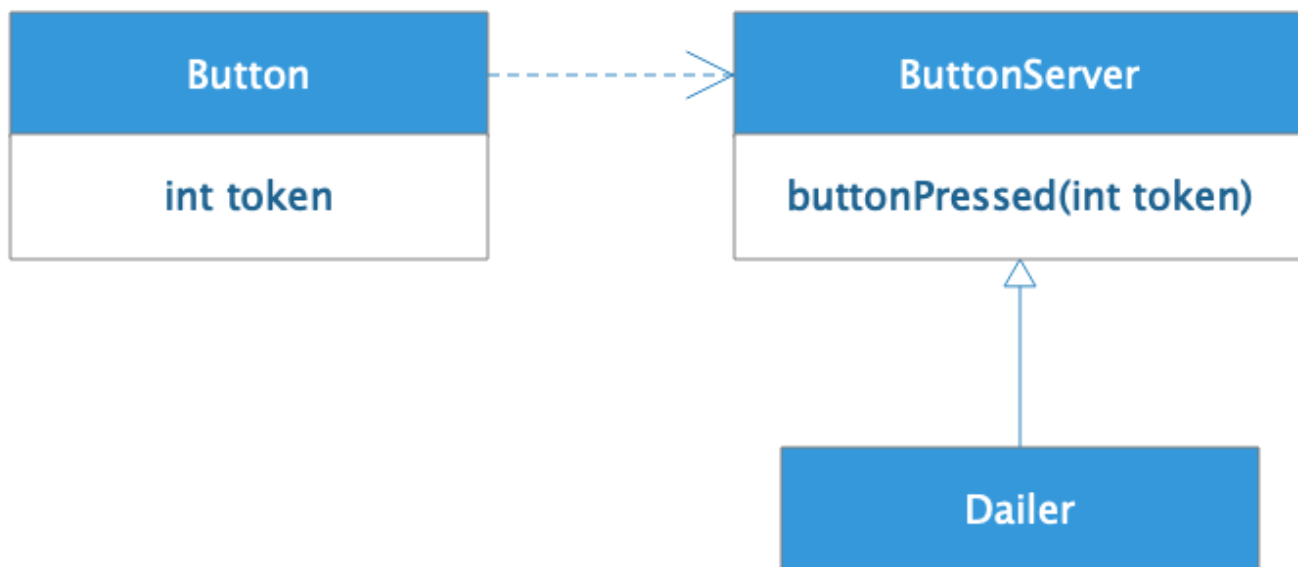 Button
ButtonServer
int token
buttonPressed(int token)
Dailer